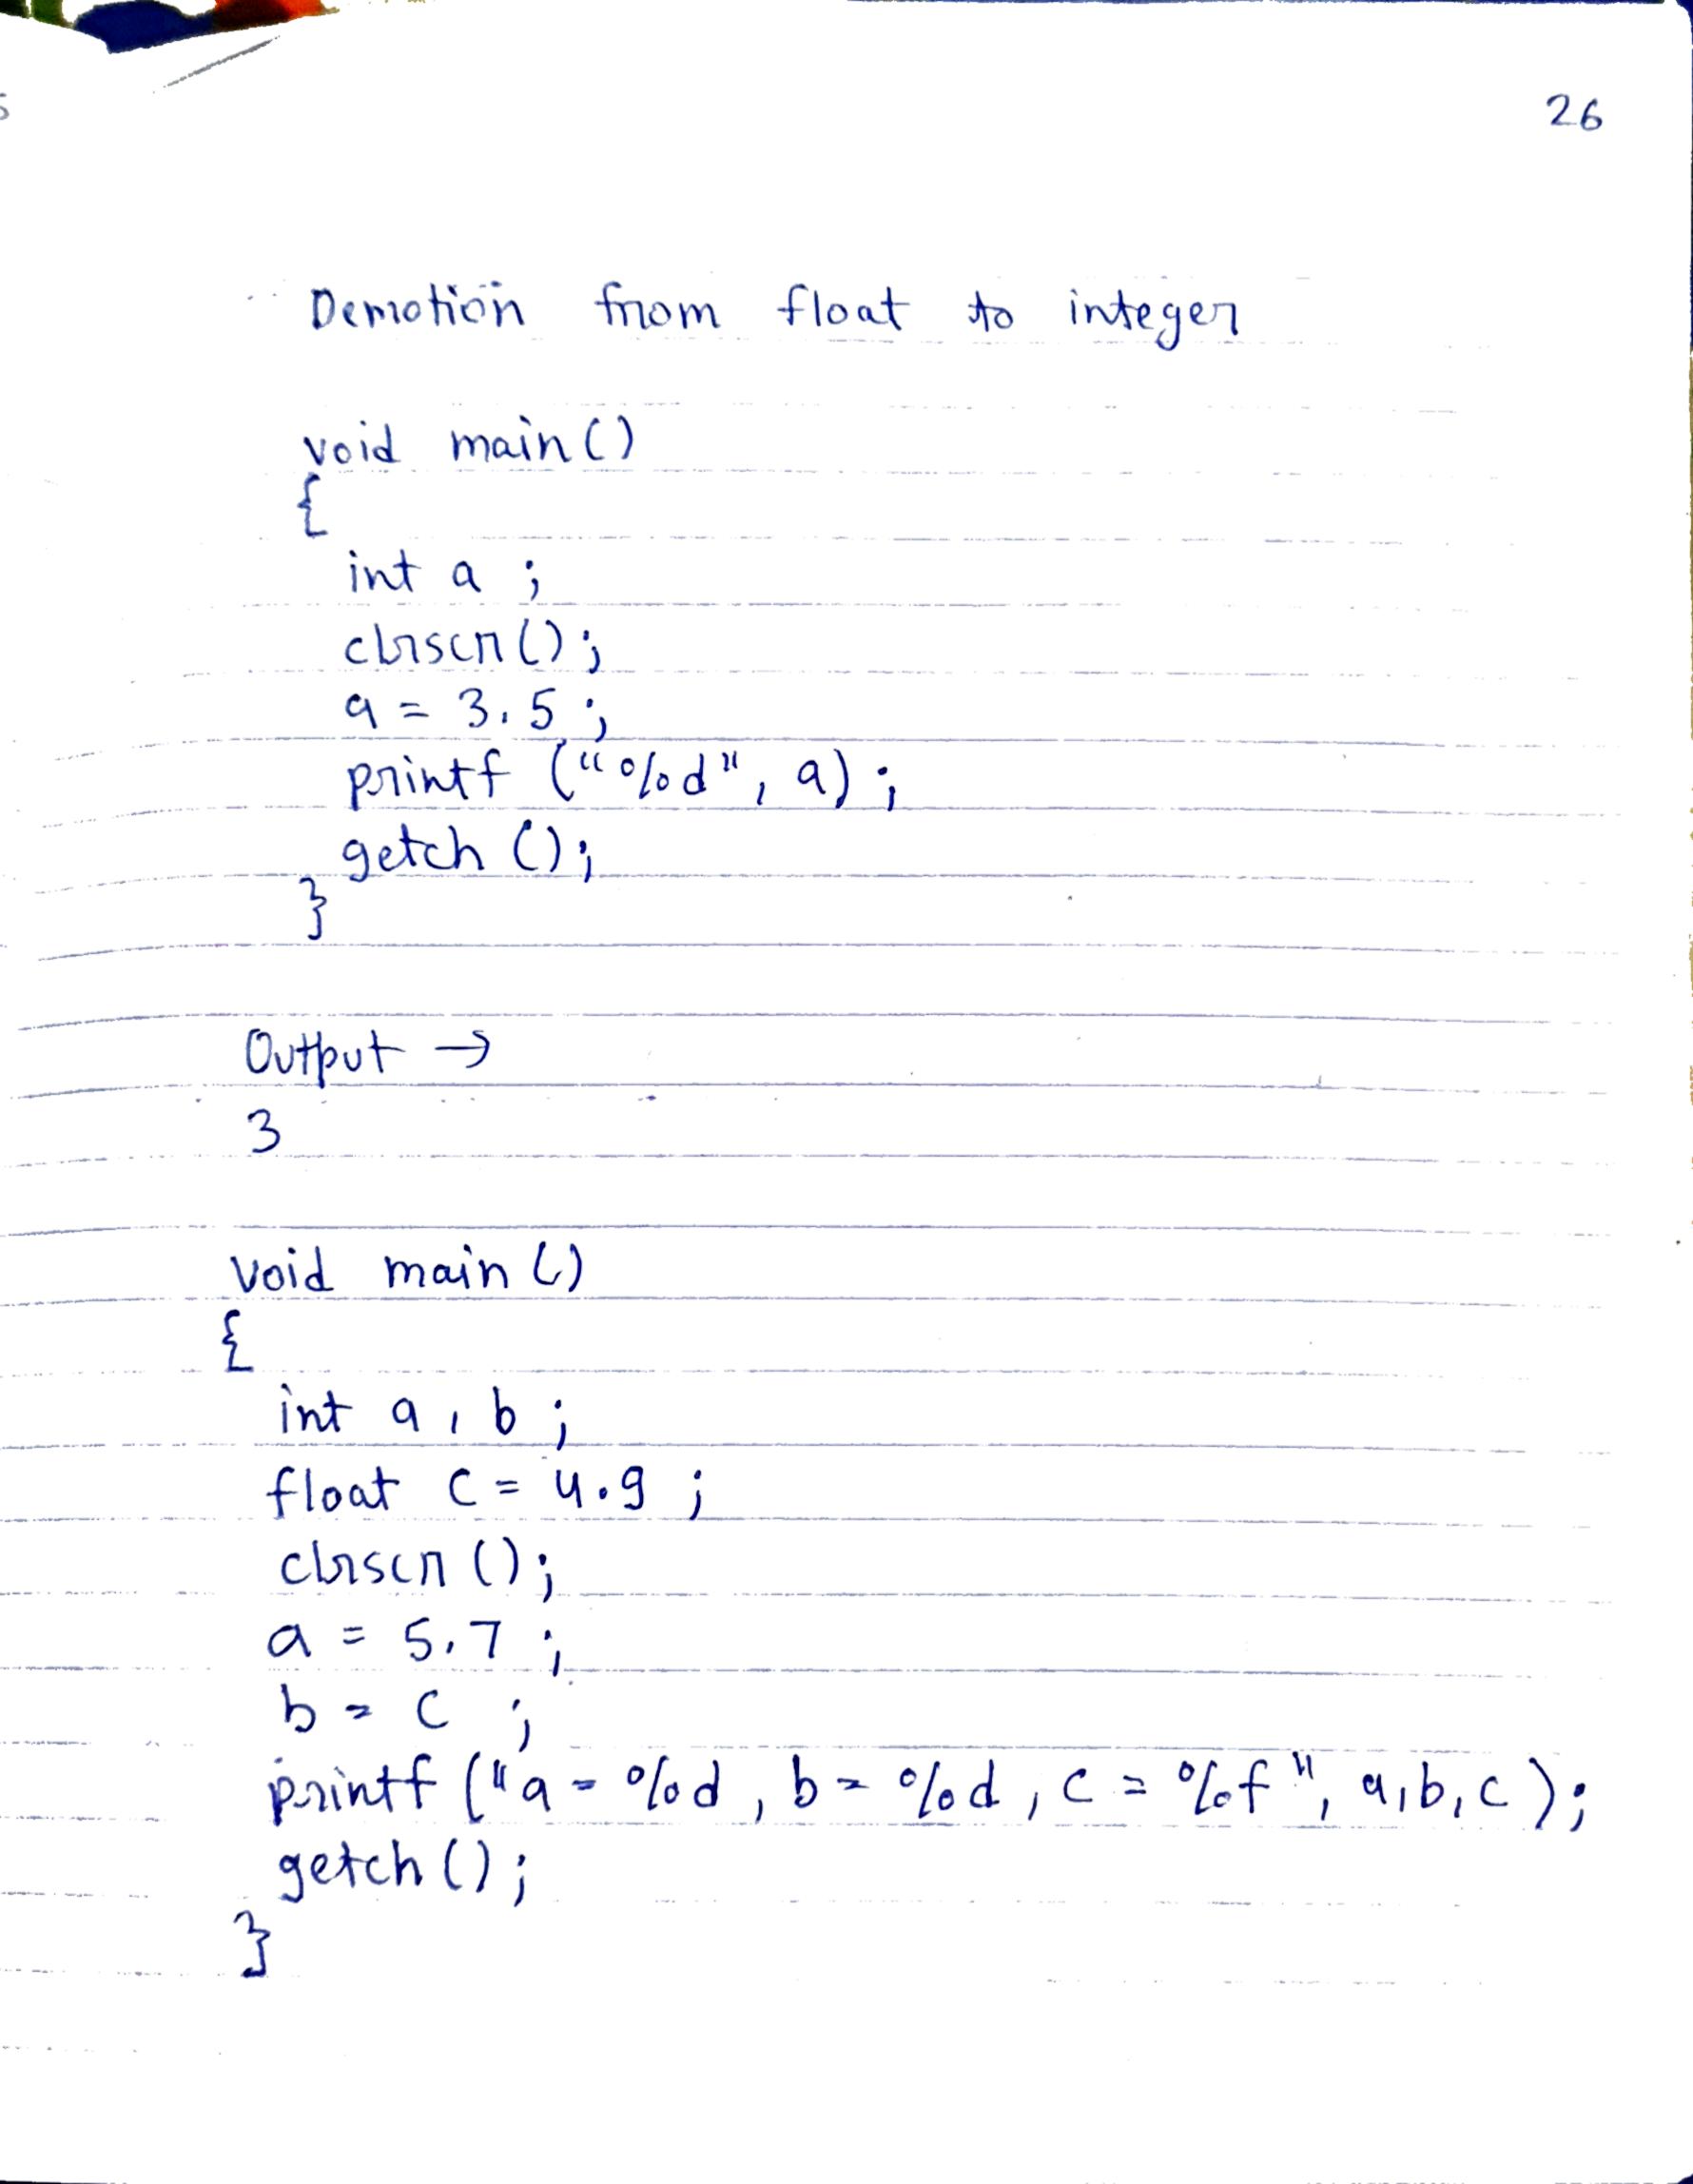 26
Demotion from float to integer
void main()
{
int a ;
clrscr();
a = 3.5 ;
printf ("%d", a) ;
getch ();
}
Output →
3
void main()
{
int a, b ;
float c = 4.9 ;
clrscr ();
a = 5.7 ;
b = c ;
printf ("a = %d, b = %d, c = %f", a,b,c );
getch();
}